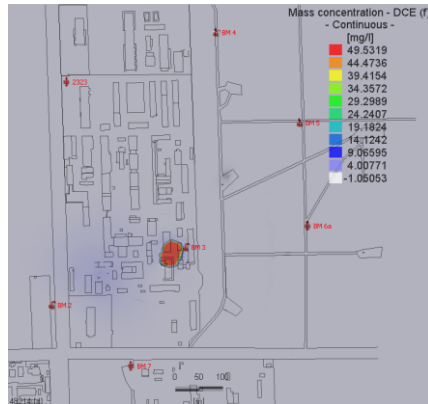 Mass concentration - DCE (f)
- Continuous -
[mg/l]
49.5319
44.4736
39.4154
34.3572
29.2989
24.2407
19.1824
14.1242
9.06595
4.00771
-1.05053
BM 4
2323
BM 5
BM 6a
BM 3
BM 2
BM 7
0 50 100
[m]